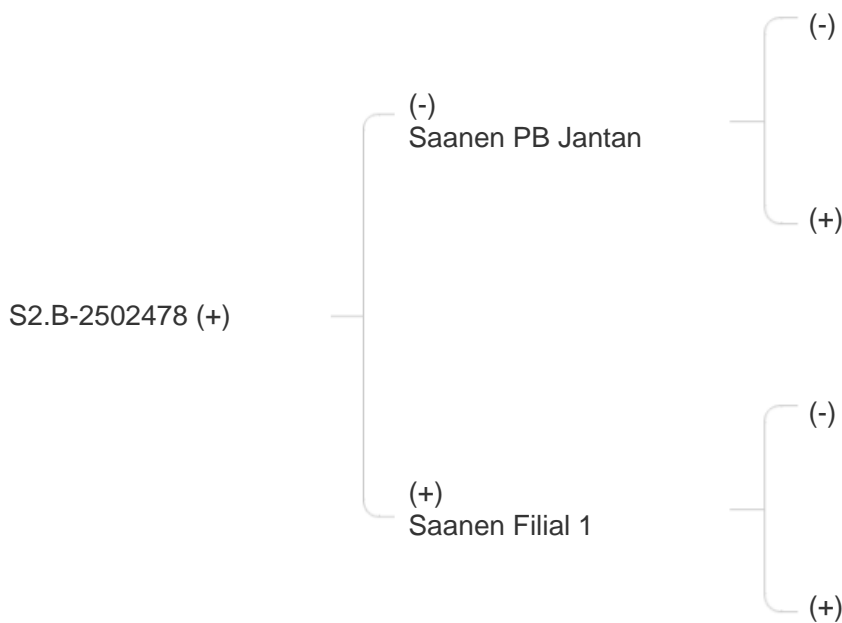 (-)
(-)
Saanen PB Jantan
(+)
S2.B-2502478 (+)
(-)
(+)
Saanen Filial 1
(+)